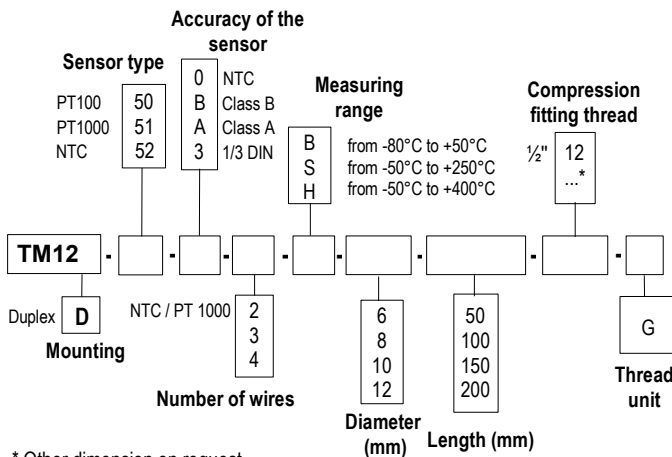 Accuracy of the
sensor
Sensor type
0 NTC
PT100 50
B Class B
PT1000 51
A Class A
NTC 52
3 1/3 DIN
Measuring
range
B from -80°C to +50°C
S from -50°C to +250°C
H from -50°C to +400°C
Compression
fitting thread
½" 12
...*
TM12 - - - - - - - -
Duplex D
Mounting
NTC / PT 1000 2
3
4
Number of wires
6
8
10
12
Diameter
(mm)
50
100
150
200
Length (mm)
G
Thread
unit
* Other dimension on request